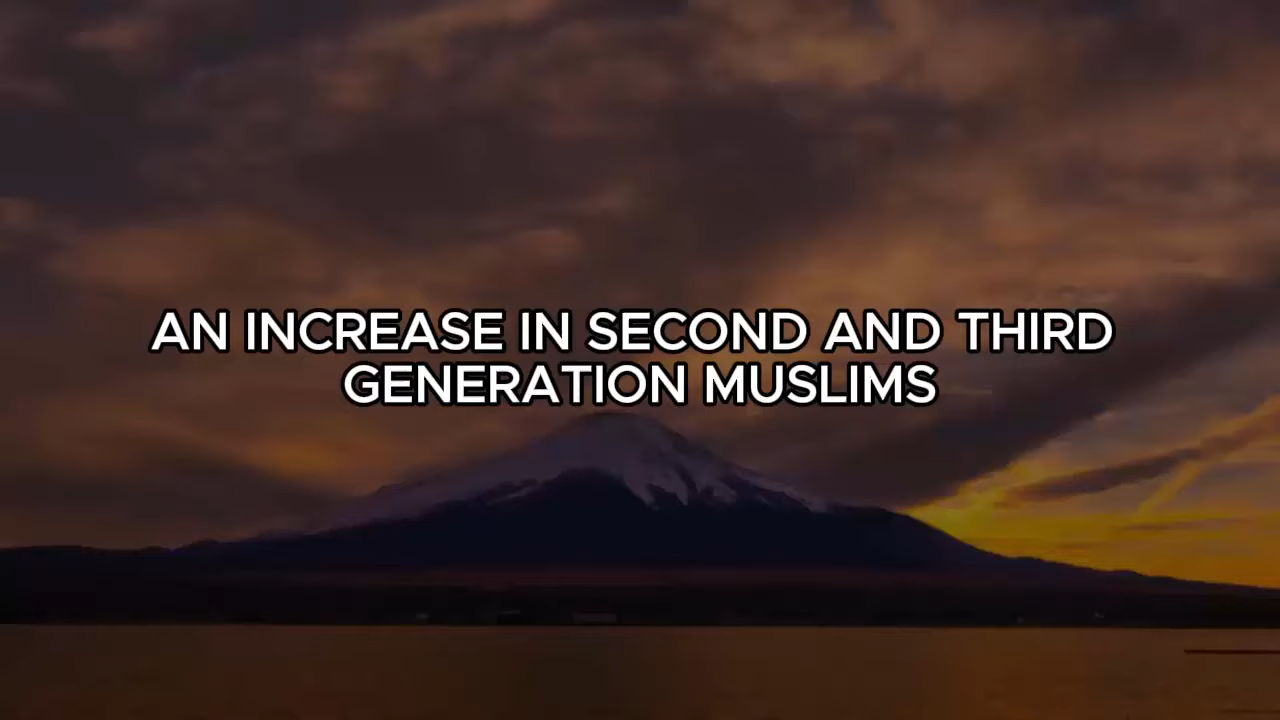 AN INCREASE IN SECOND AND THIRD
GENERATION MUSLIMS